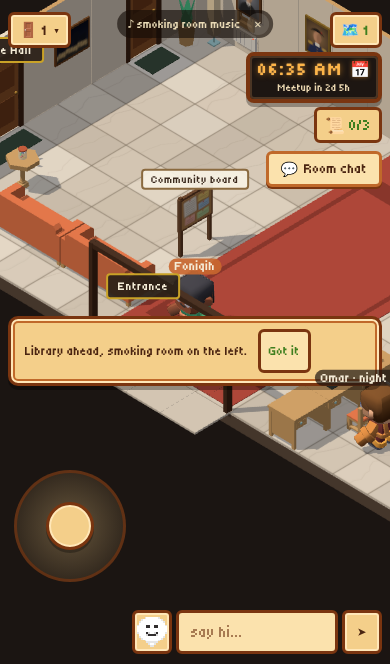 ♪ smoking room music ×
1 ▾
1
e Hall
06:35 AM
Meetup in 2d 5h
0/3
Room chat
Community board
Foniqih
Entrance
Library ahead, smoking room on the left.
Got it
Omar · night
say hi...